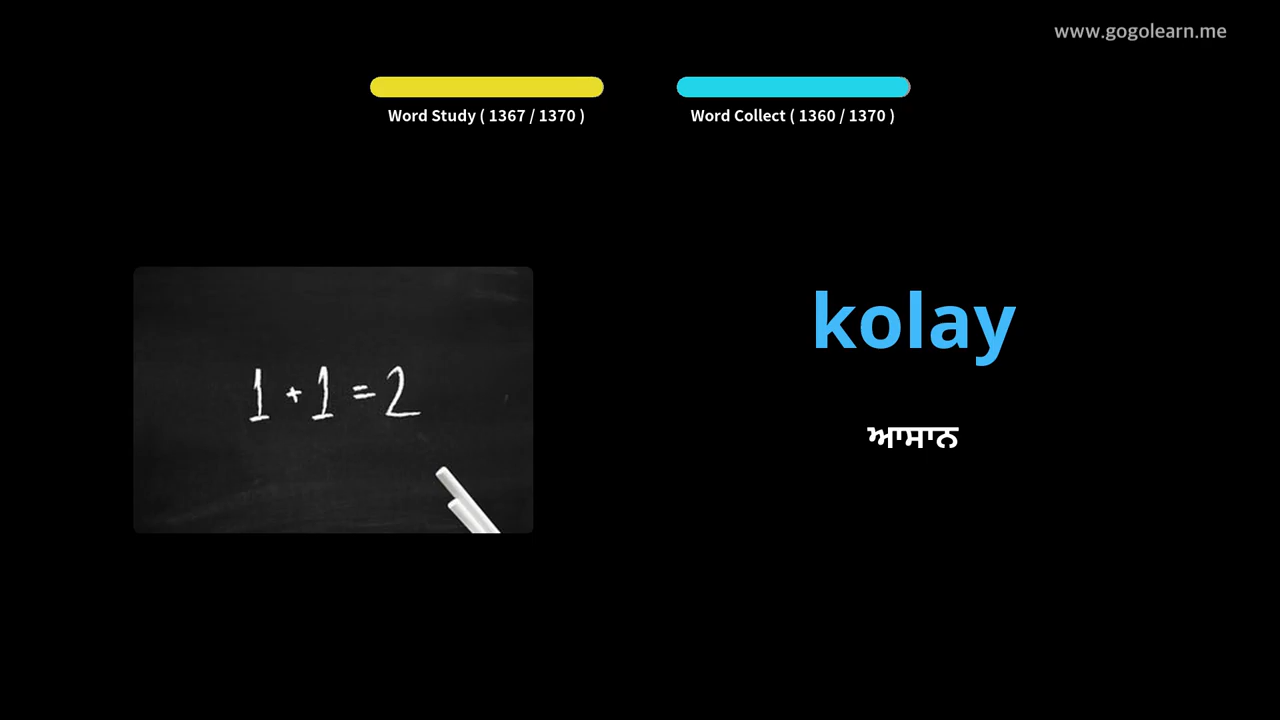 www.gogolearn.me
Word Study ( 1367 / 1370 )
Word Collect ( 1360 / 1370 )
1 + 1 = 2
kolay
ਆਸਾਨ